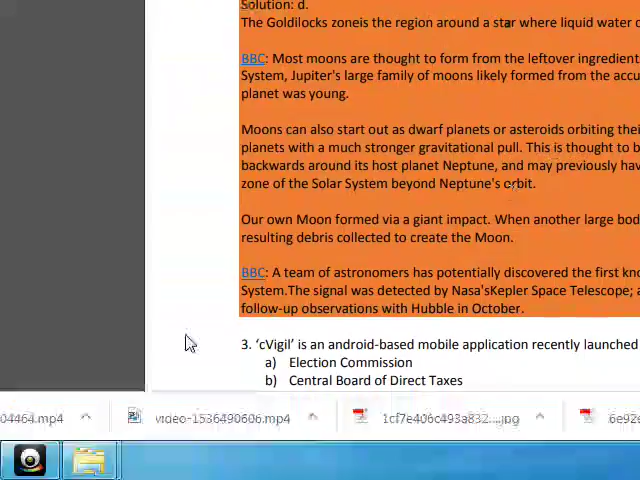 Solution: d.
The Goldilocks zoneis the region around a star where liquid water
BBC: Most moons are thought to form from the leftover
System, Jupiter's large family of moons likely formed from the
planet was young.
Moons can also start out as dwarf planets or asteroids orbiting
planets with a much stronger gravitational pull. This is thought to
backwards around its host planet Neptune, and may previously
zone of the Solar System beyond Neptune's orbit.
Our own Moon formed via a giant impact. When another large
resulting debris collected to create the Moon.
BBC: A team of astronomers has potentially discovered the first
System.The signal was detected by Nasa'sKepler Space Telescope;
follow-up observations with Hubble in October.
3. ‘cVigil’ is an android-based mobile application recently launched
a) Election Commission
b) Central Board of Direct Taxes
04464.mp4 video-1536490606.mp4 1cf7e406c493a832....jpg 6e92